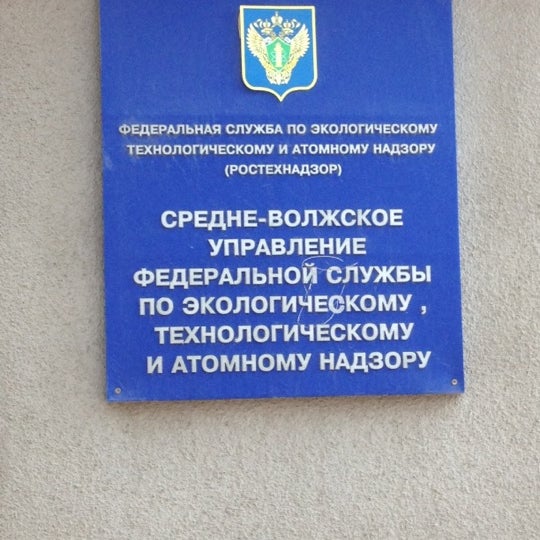 ФЕДЕРАЛЬНАЯ СЛУЖБА ПО ЭКОЛОГИЧЕСКОМУ
ТЕХНОЛОГИЧЕСКОМУ И АТОМНОМУ НАДЗОРУ
(РОСТЕХНАДЗОР)
СРЕДНЕ-ВОЛЖСКОЕ
УПРАВЛЕНИЕ
ФЕДЕРАЛЬНОЙ СЛУЖБЫ
ПО ЭКОЛОГИЧЕСКОМУ ,
ТЕХНОЛОГИЧЕСКОМУ
И АТОМНОМУ НАДЗОРУ